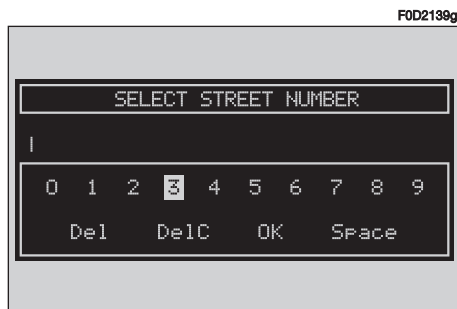 F0D2139g
SELECT STREET NUMBER
0 1 2 3 4 5 6 7 8 9
Del DelC OK Space